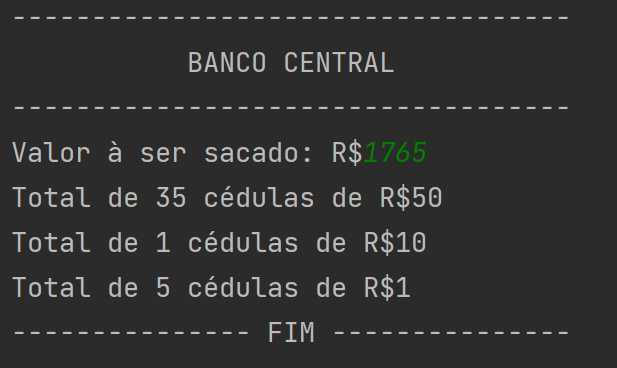 -----------------------------------
BANCO CENTRAL
-----------------------------------
Valor à ser sacado: R$1765
Total de 35 cédulas de R$50
Total de 1 cédulas de R$10
Total de 5 cédulas de R$1
--------------- FIM ---------------